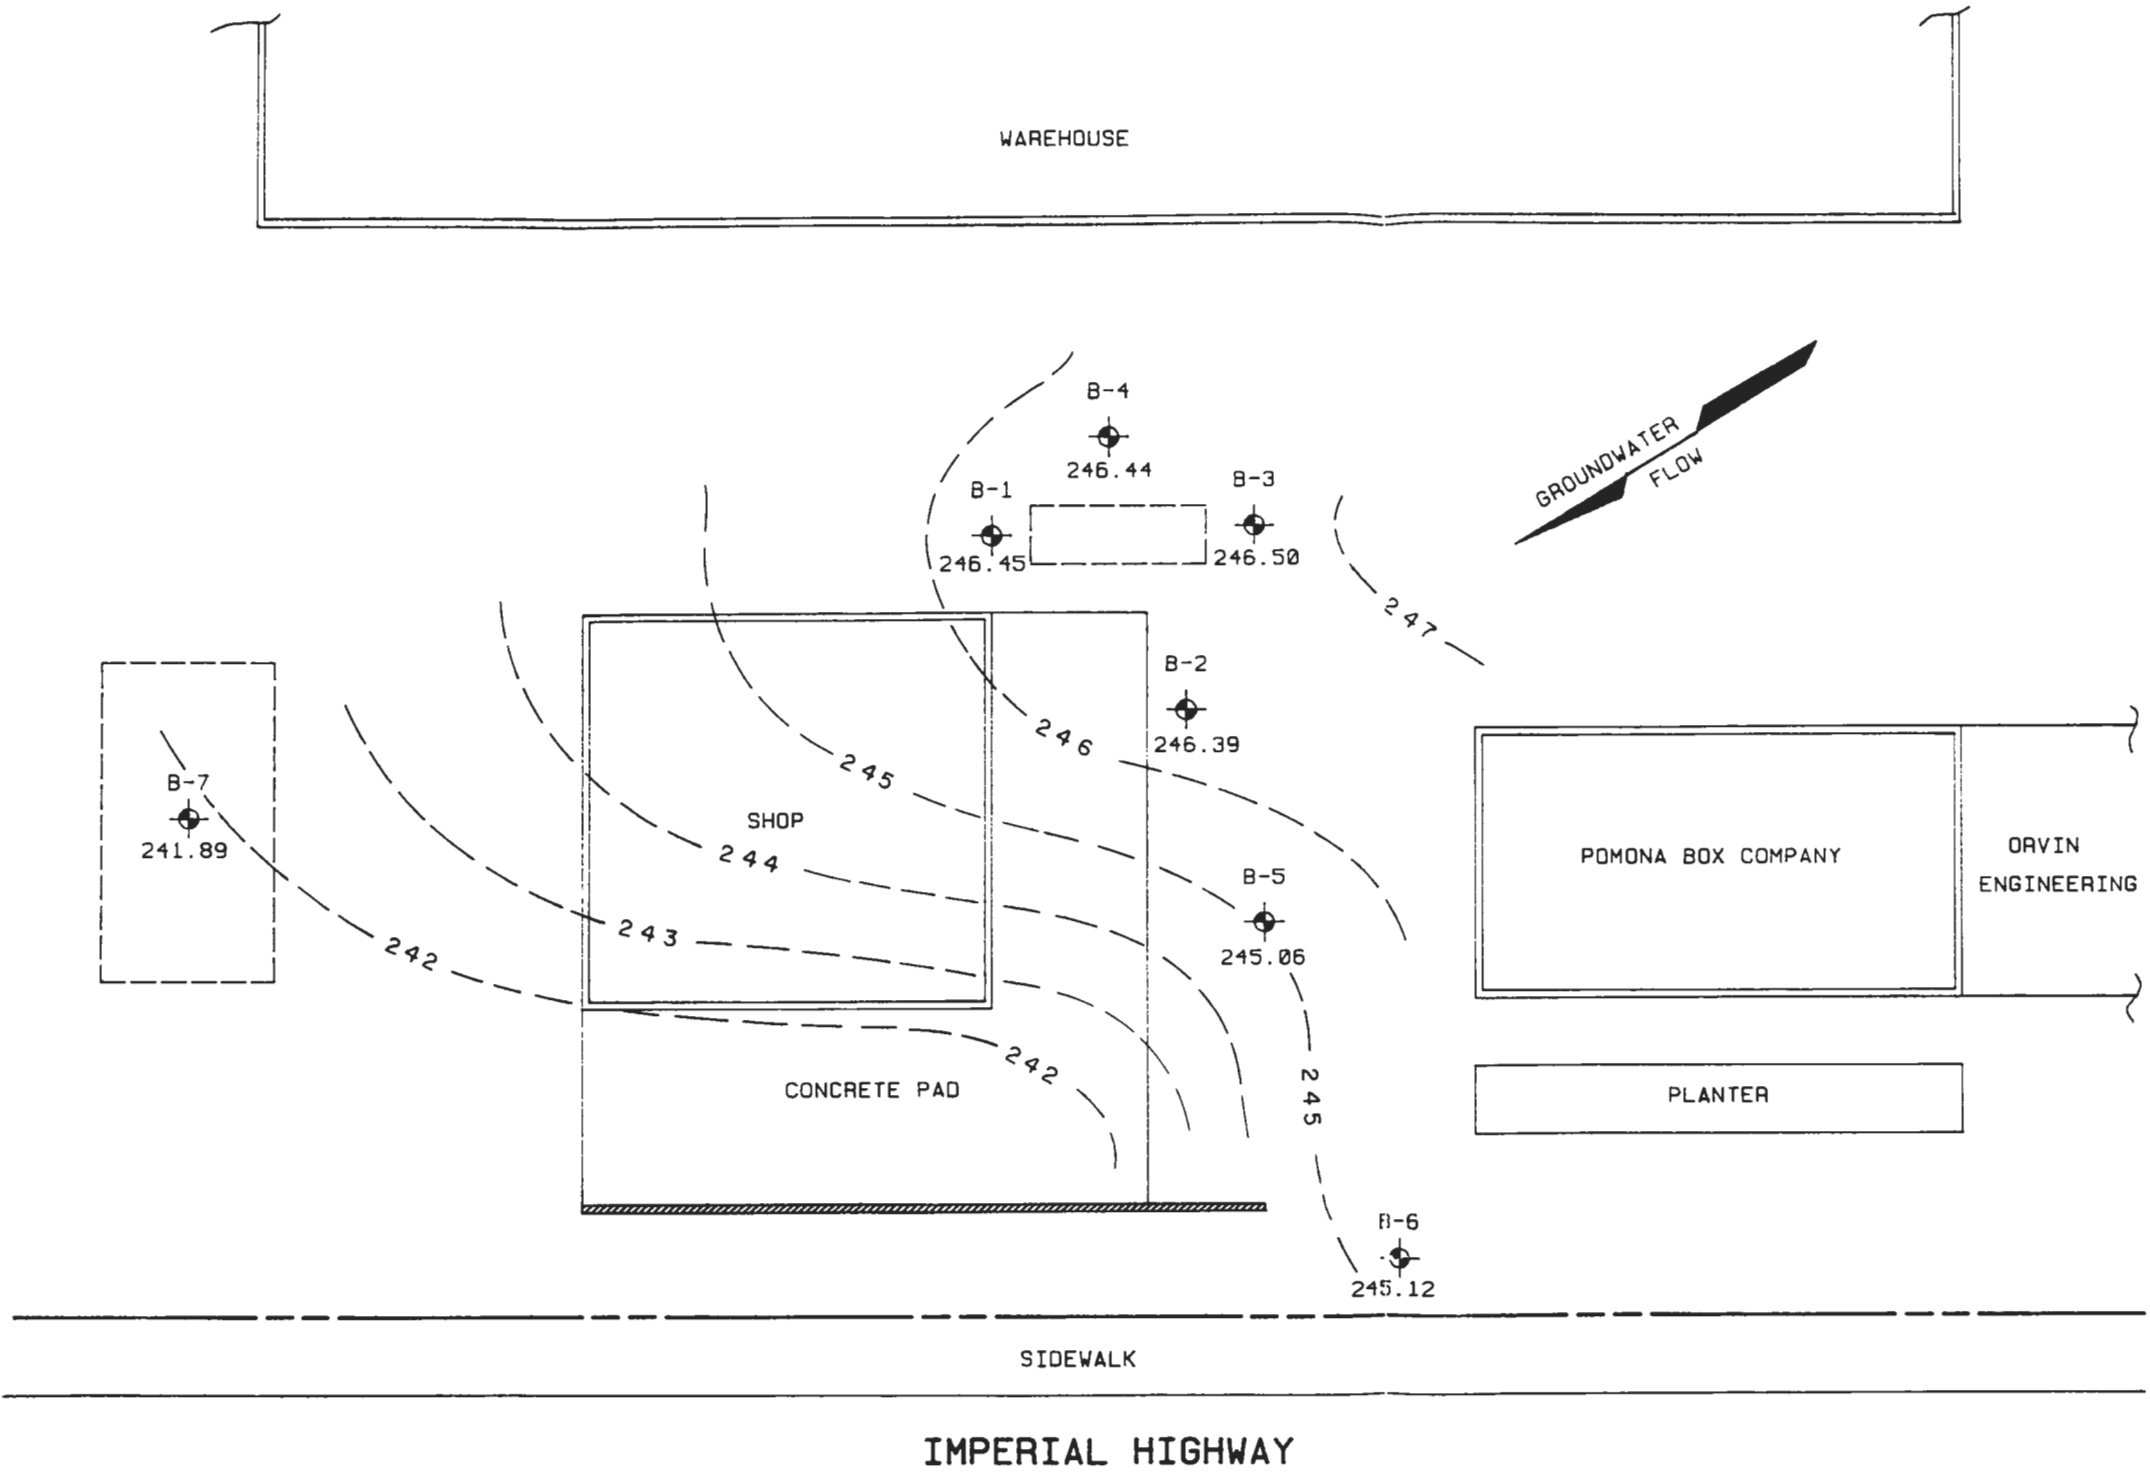 WAREHOUSE
B-4
246.44
GROUNDWATER
FLOW
B-1
246.45
B-3
246.50
247
B-2
246.39
246
B-7
241.89
245
SHOP
244
POMONA BOX COMPANY
ORVIN
ENGINEERING
B-5
245.06
243
242
242
245
CONCRETE PAD
PLANTER
B-6
245.12
SIDEWALK
IMPERIAL HIGHWAY